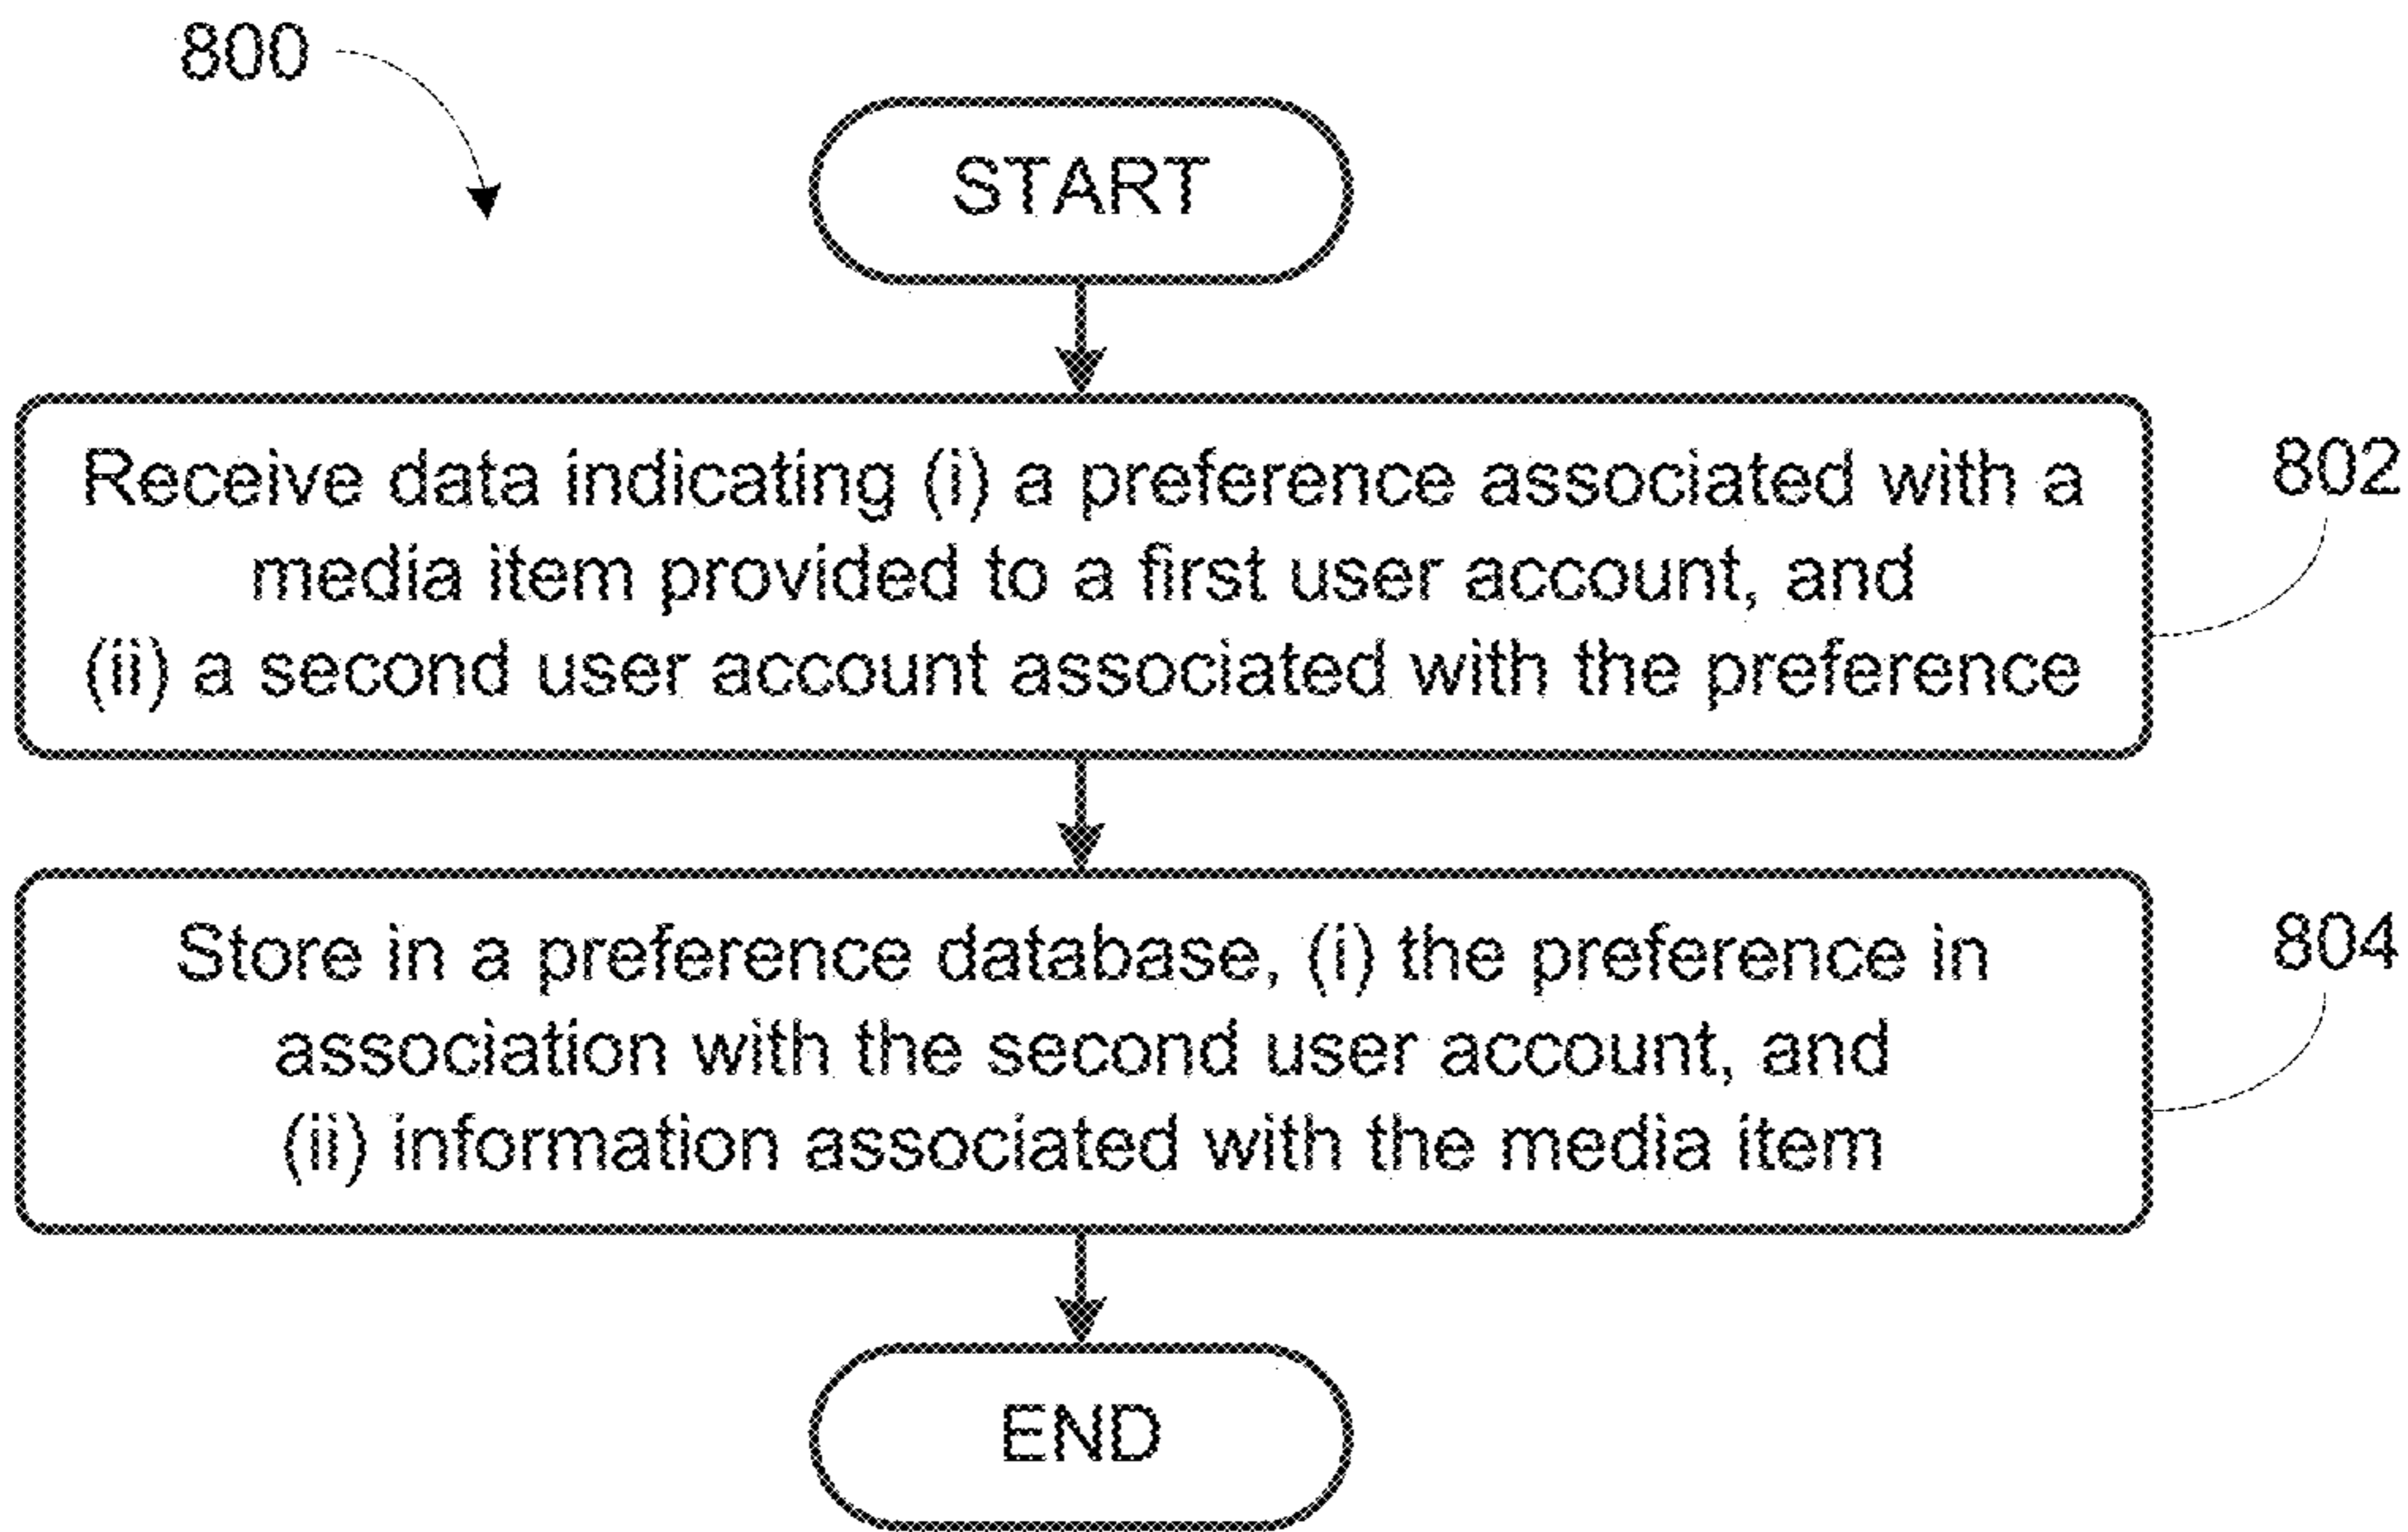 800
START
Receive data indicating (i) a preference associated with a
media item provided to a first user account, and
(ii) a second user account associated with the preference
802
Store in a preference database, (i) the preference in
association with the second user account, and
(ii) information associated with the media item
804
END